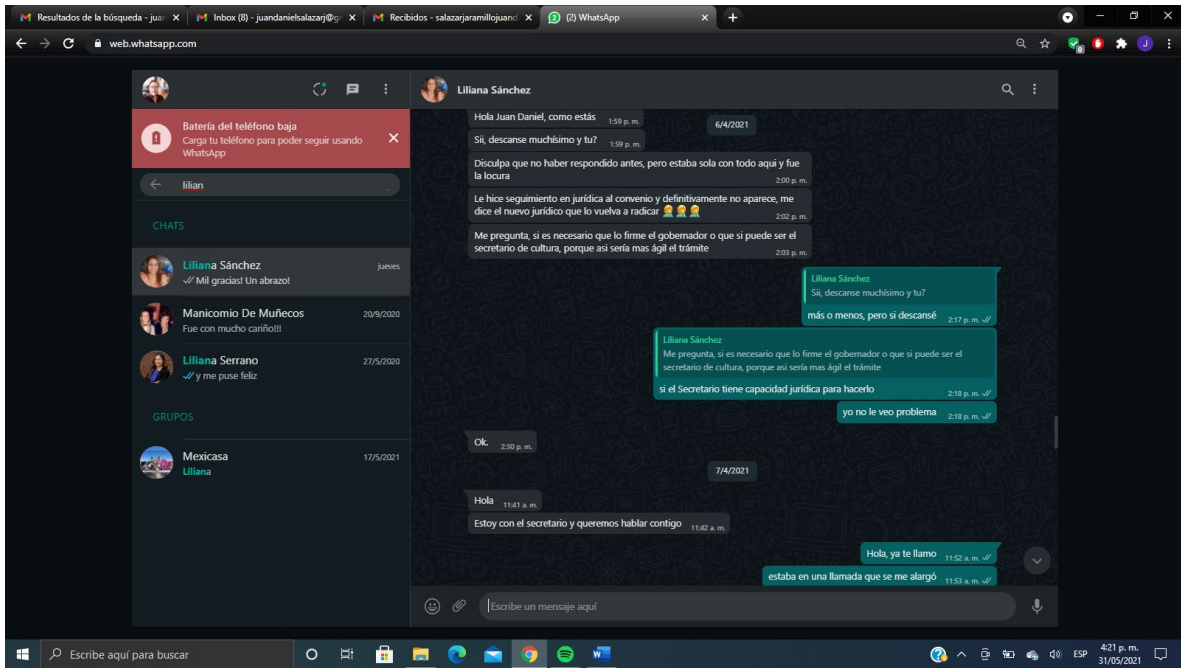 Resultados de la búsqueda - juan
Inbox (8) - juandanielsalazarj@g
Recibidos - salazarjaramillojuand
(2) WhatsApp
web.whatsapp.com
Liliana Sánchez
Batería del teléfono baja
Carga tu teléfono para poder seguir usando
WhatsApp
lilian
CHATS
Liliana Sánchez jueves
Mil gracias! Un abrazo!
Manicomio De Muñecos 20/9/2020
Fue con mucho cariño!!!
Liliana Serrano 27/5/2020
y me puse feliz
GRUPOS
Mexicasa 17/5/2021
Liliana
Hola Juan Daniel, como estás 1:59 p. m.
6/4/2021
Sii, descanse muchísimo y tu? 1:59 p. m.
Disculpa que no haber respondido antes, pero estaba sola con todo aqui y fue
la locura 2:00 p. m.
Le hice seguimiento en jurídica al convenio y definitivamente no aparece, me
dice el nuevo jurídico que lo vuelva a radicar 🤦‍♀️🤦‍♀️🤦‍♀️ 2:02 p. m.
Me pregunta, si es necesario que lo firme el gobernador o que si puede ser el
secretario de cultura, porque asi sería mas ágil el trámite 2:03 p. m.
Liliana Sánchez
Sii, descanse muchísimo y tu?
más o menos, pero si descansé 2:17 p. m.
Liliana Sánchez
Me pregunta, si es necesario que lo firme el gobernador o que si puede ser el
secretario de cultura, porque asi sería mas ágil el trámite
si el Secretario tiene capacidad jurídica para hacerlo 2:18 p. m.
yo no le veo problema 2:18 p. m.
Ok. 2:30 p. m.
7/4/2021
Hola 11:41 a. m.
Estoy con el secretario y queremos hablar contigo 11:42 a. m.
Hola, ya te llamo 11:52 a. m.
estaba en una llamada que se me alargó 11:53 a. m.
Escribe un mensaje aquí
Escribe aquí para buscar
ESP
4:21 p. m.
31/05/2021